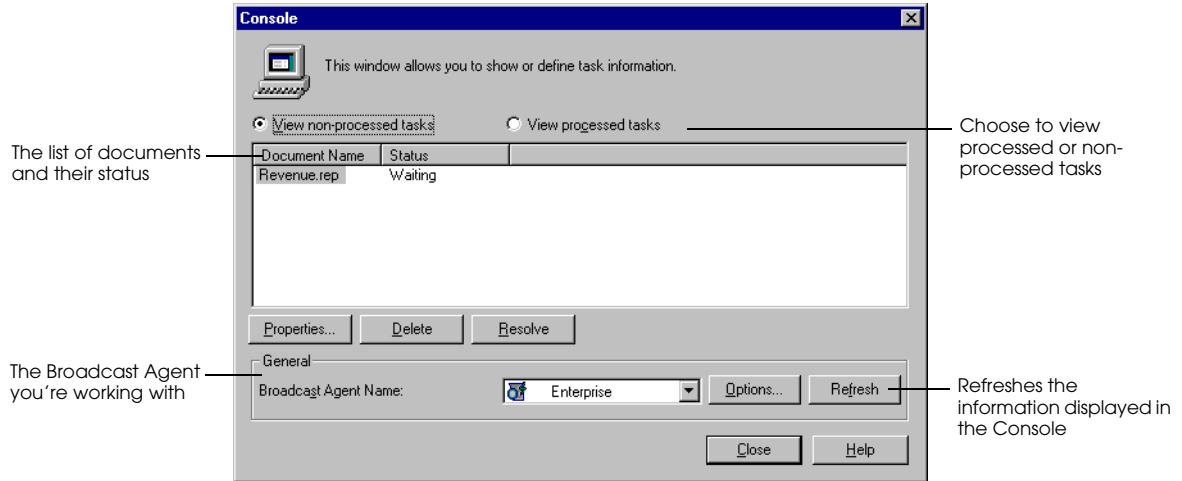 Console
This window allows you to show or define task information.
View non-processed tasks
View processed tasks
Choose to view
processed or non-
processed tasks
The list of documents
and their status
Document Name
Status
Revenue.rep
Waiting
Properties...
Delete
Resolve
General
The Broadcast Agent
you're working with
Broadcast Agent Name:
Enterprise
Options...
Refresh
Refreshes the
information displayed in
the Console
Close
Help